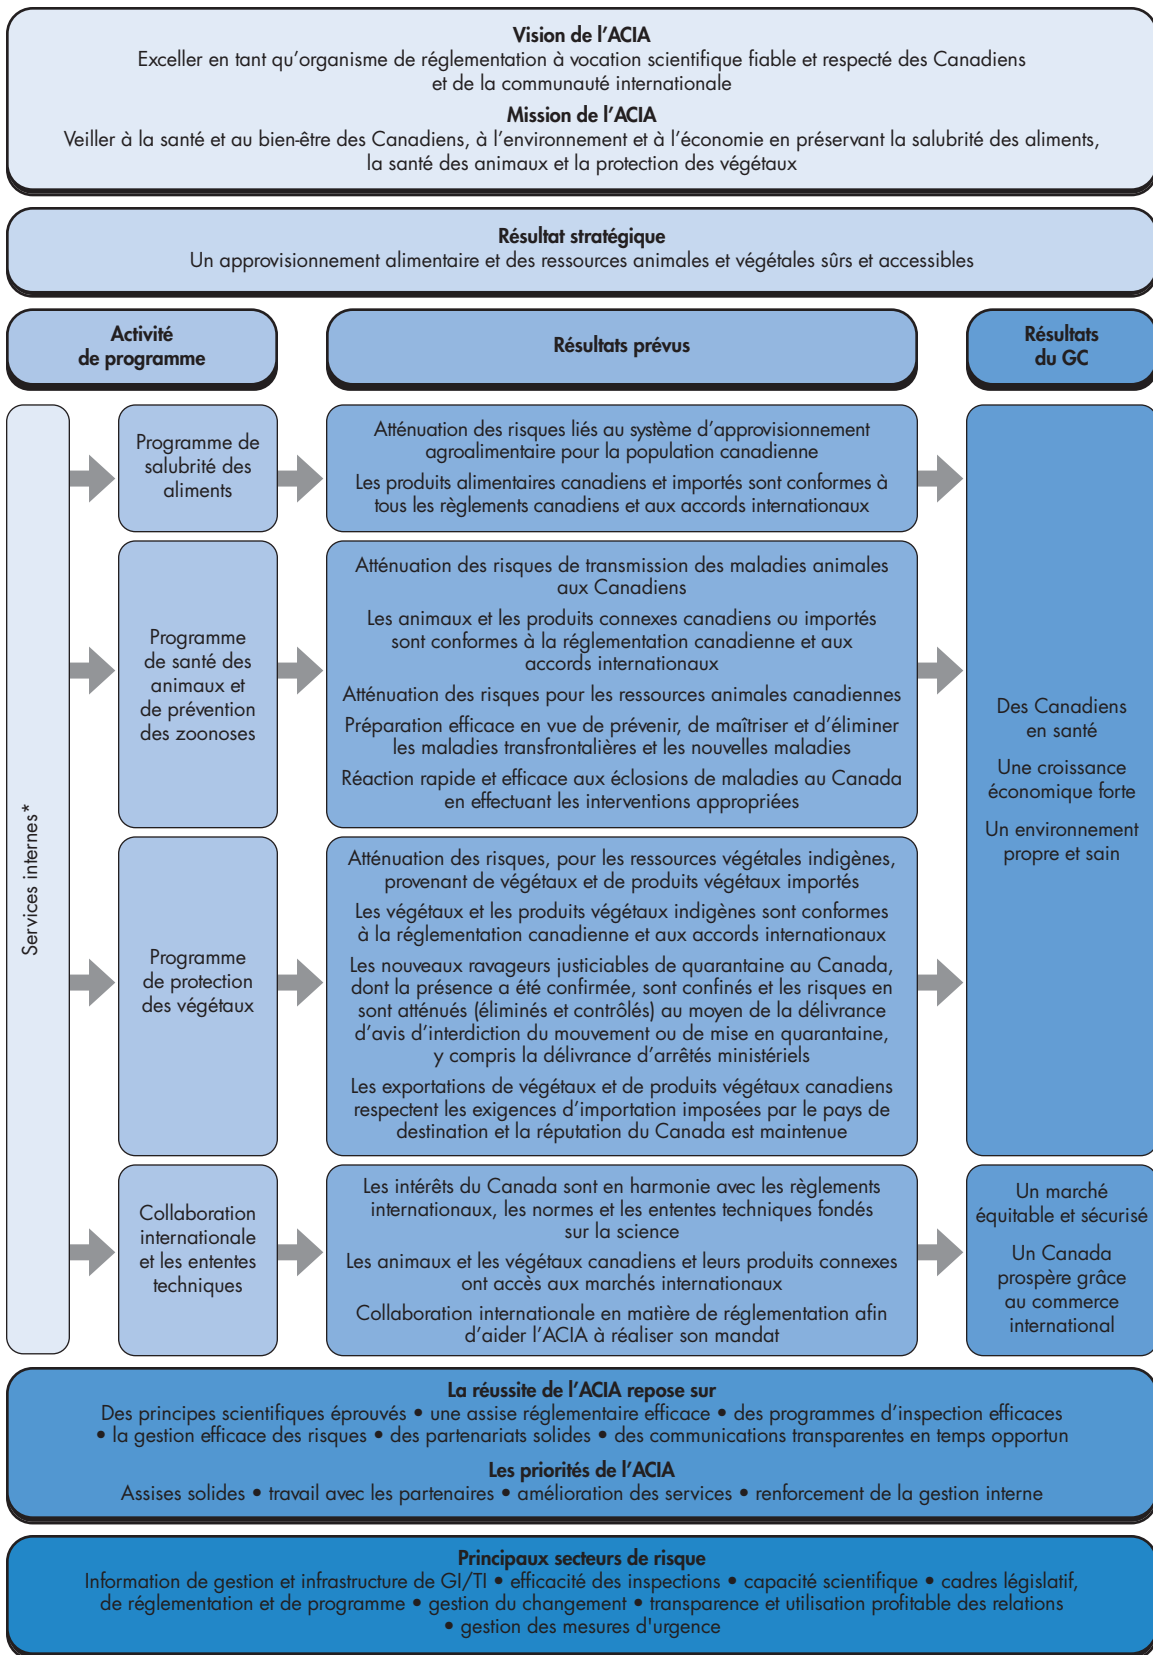 Vision de l'ACIA
Exceller en tant qu'organisme de réglementation à vocation scientifique fiable et respecté des Canadiens
et de la communauté internationale
Mission de l'ACIA
Veiller à la santé et au bien-être des Canadiens, à l'environnement et à l'économie en préservant la salubrité des aliments,
la santé des animaux et la protection des végétaux
Résultat stratégique
Un approvisionnement alimentaire et des ressources animales et végétales sûrs et accessibles
Activité
de programme
Résultats prévus
Résultats
du GC
Services internes*
Programme de
salubrité des
aliments
Atténuation des risques liés au système d'approvisionnement
agroalimentaire pour la population canadienne
Les produits alimentaires canadiens et importés sont conformes à
tous les règlements canadiens et aux accords internationaux
Programme
de santé des
animaux et
de prévention
des zoonoses
Atténuation des risques de transmission des maladies animales
aux Canadiens
Les animaux et les produits connexes canadiens ou importés
sont conformes à la réglementation canadienne et aux
accords internationaux
Atténuation des risques pour les ressources animales canadiennes
Préparation efficace en vue de prévenir, de maîtriser et d'éliminer
les maladies transfrontalières et les nouvelles maladies
Réaction rapide et efficace aux éclosions de maladies au Canada
en effectuant les interventions appropriées
Programme
de protection
des végétaux
Atténuation des risques, pour les ressources végétales indigènes,
provenant de végétaux et de produits végétaux importés
Les végétaux et les produits végétaux indigènes sont conformes
à la réglementation canadienne et aux accords internationaux
Les nouveaux ravageurs justiciables de quarantaine au Canada,
dont la présence a été confirmée, sont confinés et les risques en
sont atténués (éliminés et contrôlés) au moyen de la délivrance
d'avis d'interdiction du mouvement ou de mise en quarantaine,
y compris la délivrance d'arrêtés ministériels
Les exportations de végétaux et de produits végétaux canadiens
respectent les exigences d'importation imposées par le pays de
destination et la réputation du Canada est maintenue
Des Canadiens
en santé
Une croissance
économique forte
Un environnement
propre et sain
Collaboration
internationale
et les ententes
techniques
Les intérêts du Canada sont en harmonie avec les règlements
internationaux, les normes et les ententes techniques fondés
sur la science
Les animaux et les végétaux canadiens et leurs produits connexes
ont accès aux marchés internationaux
Collaboration internationale en matière de réglementation afin
d'aider l'ACIA à réaliser son mandat
Un marché
équitable et sécurisé
Un Canada
prospère grâce
au commerce
international
La réussite de l'ACIA repose sur
Des principes scientifiques éprouvés • une assise réglementaire efficace • des programmes d'inspection efficaces
• la gestion efficace des risques • des partenariats solides • des communications transparentes en temps opportun
Les priorités de l'ACIA
Assises solides • travail avec les partenaires • amélioration des services • renforcement de la gestion interne
Principaux secteurs de risque
Information de gestion et infrastructure de GI/TI • efficacité des inspections • capacité scientifique • cadres législatif,
de réglementation et de programme • gestion du changement • transparence et utilisation profitable des relations
• gestion des mesures d'urgence